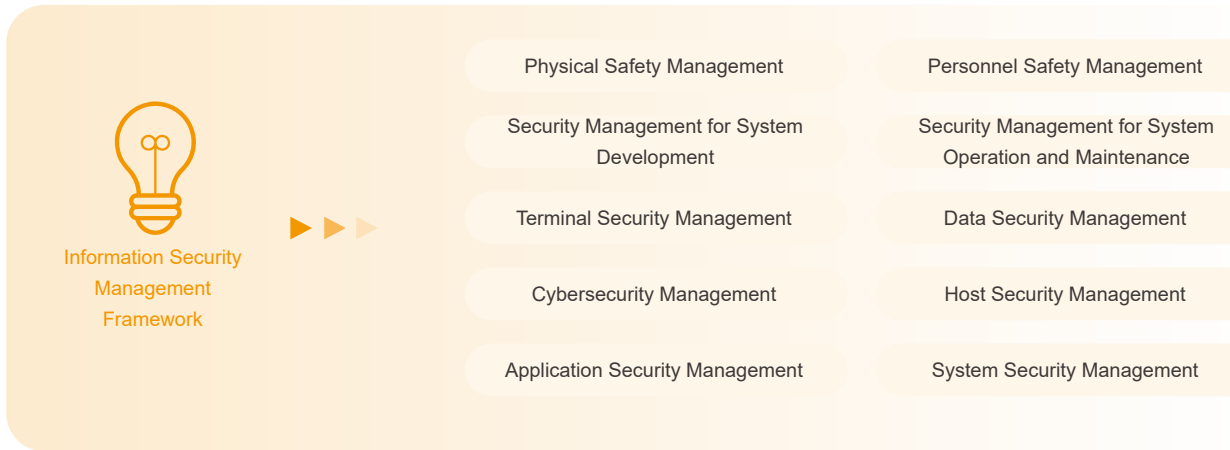 Information Security
Management
Framework
Physical Safety Management
Personnel Safety Management
Security Management for System
Development
Security Management for System
Operation and Maintenance
Terminal Security Management
Data Security Management
Cybersecurity Management
Host Security Management
Application Security Management
System Security Management